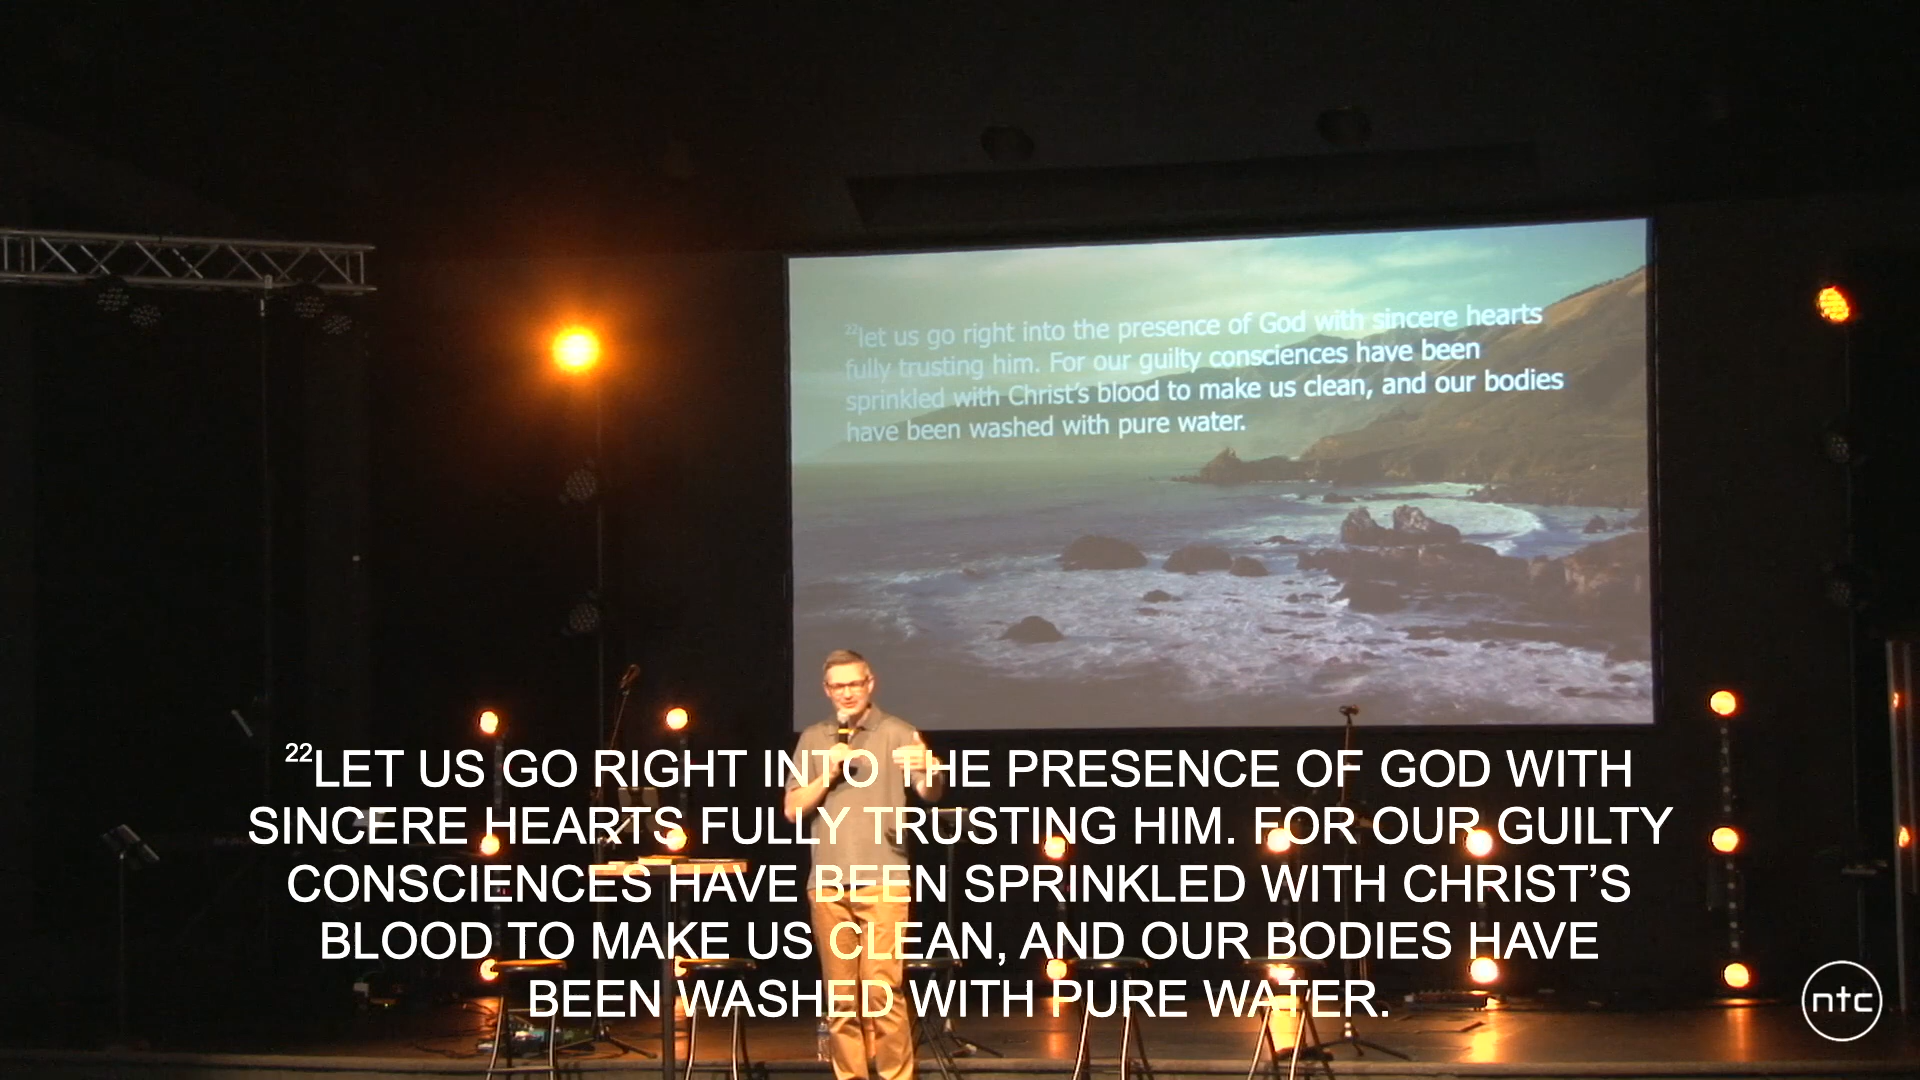 ²²let us go right into the presence of God with sincere hearts
fully trusting him. For our guilty consciences have been
sprinkled with Christ’s blood to make us clean, and our bodies
have been washed with pure water.
²²LET US GO RIGHT INTO THE PRESENCE OF GOD WITH
SINCERE HEARTS FULLY TRUSTING HIM. FOR OUR GUILTY
CONSCIENCES HAVE BEEN SPRINKLED WITH CHRIST’S
BLOOD TO MAKE US CLEAN, AND OUR BODIES HAVE
BEEN WASHED WITH PURE WATER.
ntc